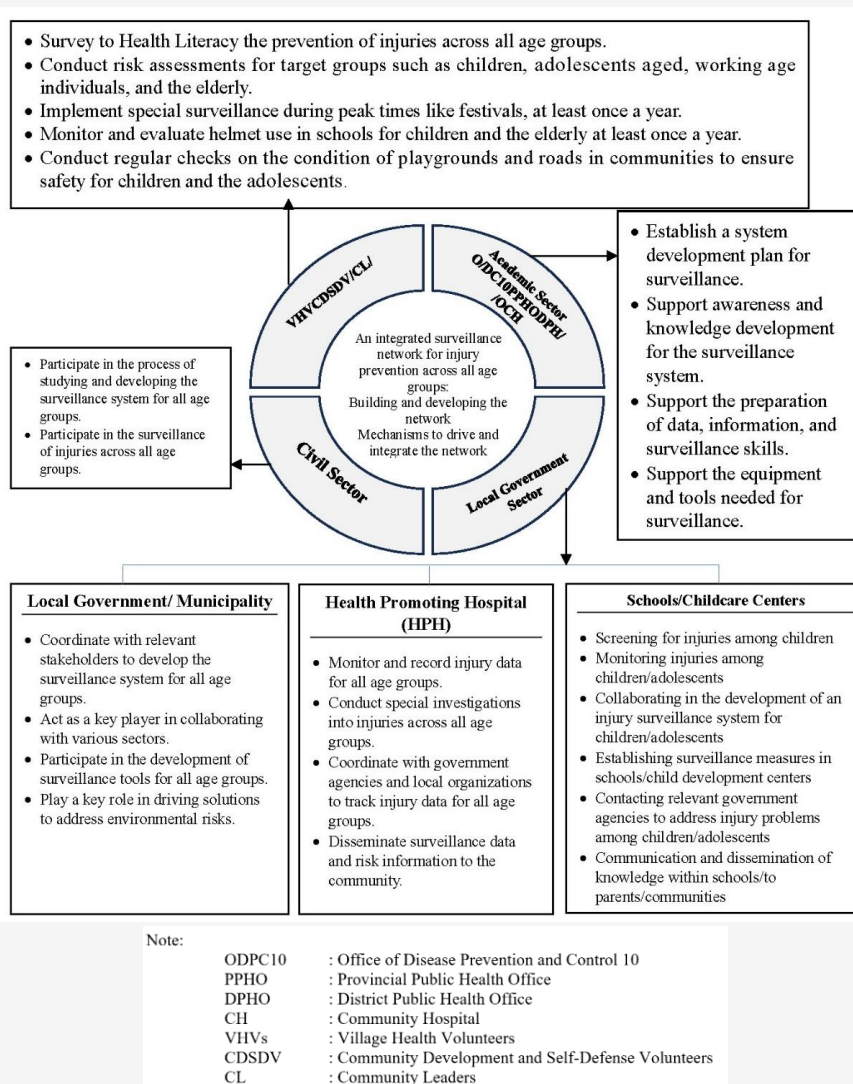 • Survey to Health Literacy the prevention of injuries across all age groups.
• Conduct risk assessments for target groups such as children, adolescents aged, working age
individuals, and the elderly.
• Implement special surveillance during peak times like festivals, at least once a year.
• Monitor and evaluate helmet use in schools for children and the elderly at least once a year.
• Conduct regular checks on the condition of playgrounds and roads in communities to ensure
safety for children and the adolescents.
VHVCDSDV/CL/
Academic Sector
O/DC10PPHODPH/
/OCH
• Establish a system
development plan for
surveillance.
• Support awareness and
knowledge development
for the surveillance
system.
• Support the preparation
of data, information, and
surveillance skills.
• Support the equipment
and tools needed for
surveillance.
An integrated surveillance
network for injury
prevention across all age
groups:
Building and developing the
network
Mechanisms to drive and
integrate the network
• Participate in the process of
studying and developing the
surveillance system for all age
groups.
• Participate in the surveillance
of injuries across all age
groups.
Civil Sector
Local Government
Sector
Local Government/ Municipality
• Coordinate with relevant
stakeholders to develop the
surveillance system for all age
groups.
• Act as a key player in collaborating
with various sectors.
• Participate in the development of
surveillance tools for all age groups.
• Play a key role in driving solutions
to address environmental risks.
Health Promoting Hospital
(HPH)
• Monitor and record injury data
for all age groups.
• Conduct special investigations
into injuries across all age
groups.
• Coordinate with government
agencies and local organizations
to track injury data for all age
groups.
• Disseminate surveillance data
and risk information to the
community.
Schools/Childcare Centers
• Screening for injuries among children
• Monitoring injuries among
children/adolescents
• Collaborating in the development of an
injury surveillance system for
children/adolescents
• Establishing surveillance measures in
schools/child development centers
• Contacting relevant government
agencies to address injury problems
among children/adolescents
• Communication and dissemination of
knowledge within schools/to
parents/communities
Note:
ODPC10 : Office of Disease Prevention and Control 10
PPHO : Provincial Public Health Office
DPHO : District Public Health Office
CH : Community Hospital
VHVs : Village Health Volunteers
CDSDV : Community Development and Self-Defense Volunteers
CL : Community Leaders